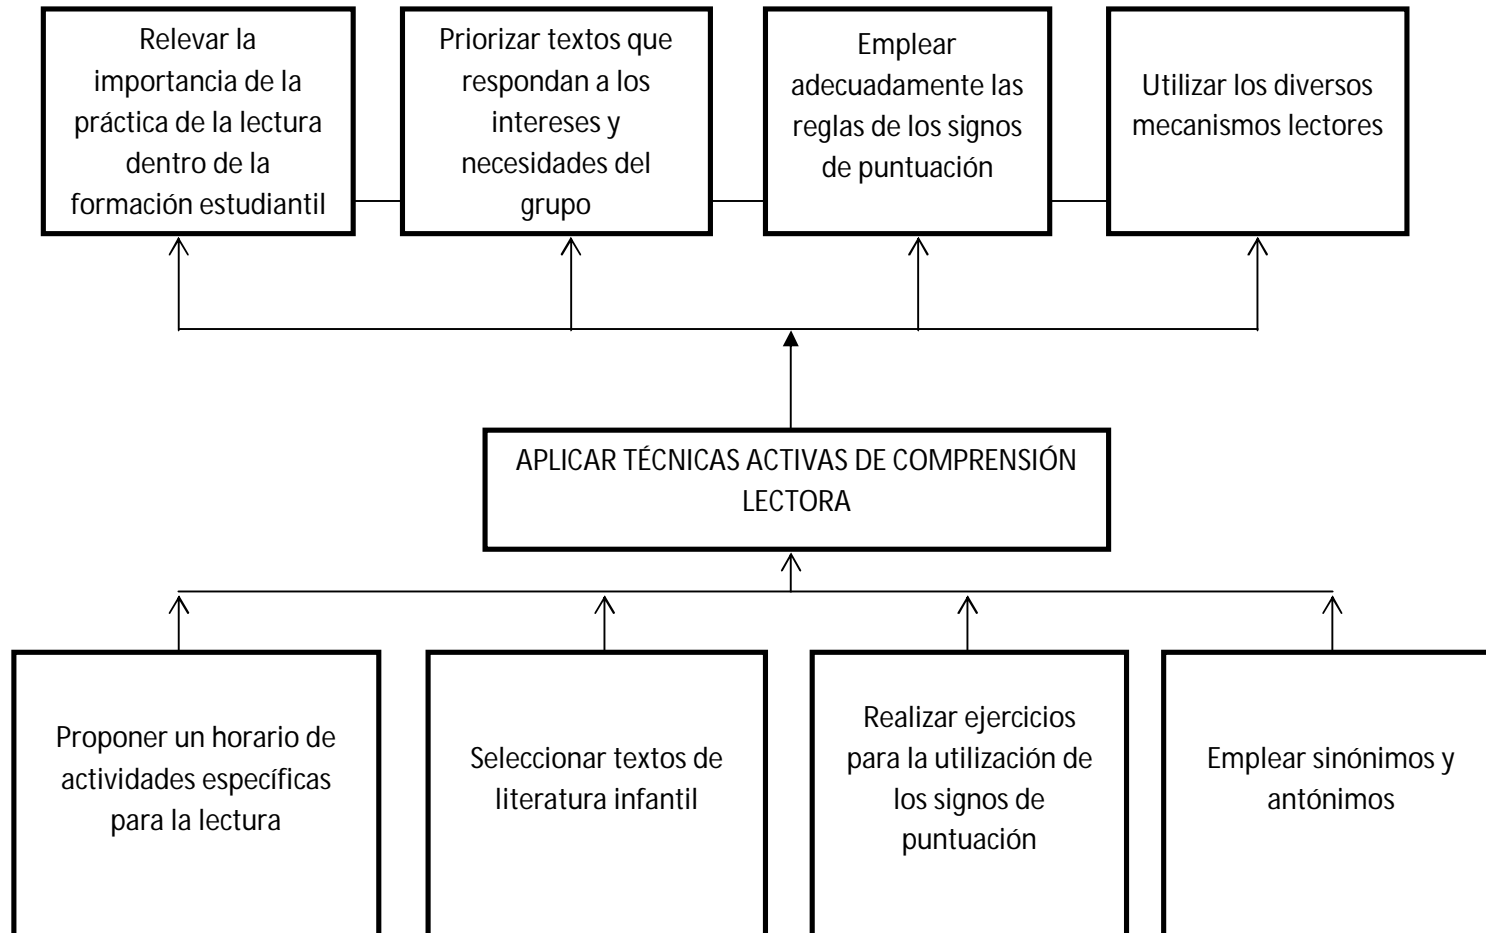 Relevar la
importancia de la
práctica de la lectura
dentro de la
formación estudiantil
Priorizar textos que
respondan a los
intereses y
necesidades del
grupo
Emplear
adecuadamente las
reglas de los signos
de puntuación
Utilizar los diversos
mecanismos lectores
APLICAR TÉCNICAS ACTIVAS DE COMPRENSIÓN
LECTORA
Proponer un horario de
actividades específicas
para la lectura
Seleccionar textos de
literatura infantil
Realizar ejercicios
para la utilización de
los signos de
puntuación
Emplear sinónimos y
antónimos